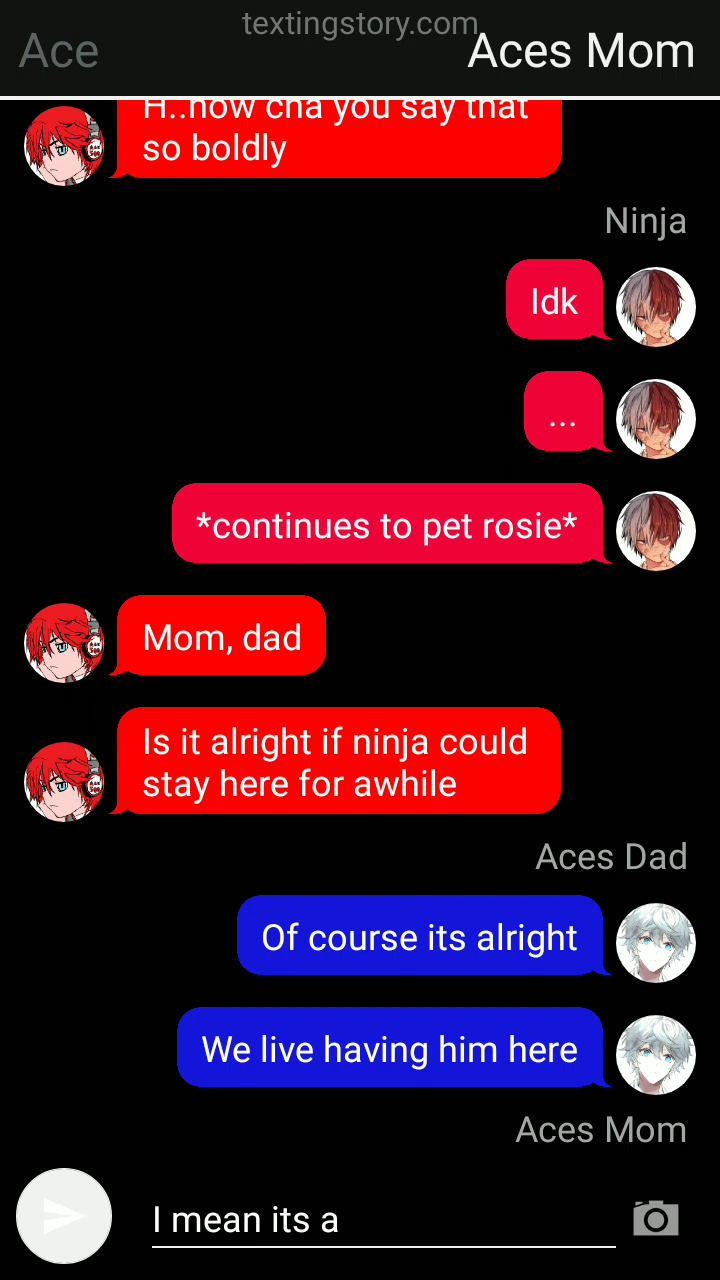 textingstory.com
Ace
Aces Mom
H..how cha you say that
so boldly
Ninja
Idk
...
*continues to pet rosie*
Mom, dad
Is it alright if ninja could
stay here for awhile
Aces Dad
Of course its alright
We live having him here
Aces Mom
I mean its a